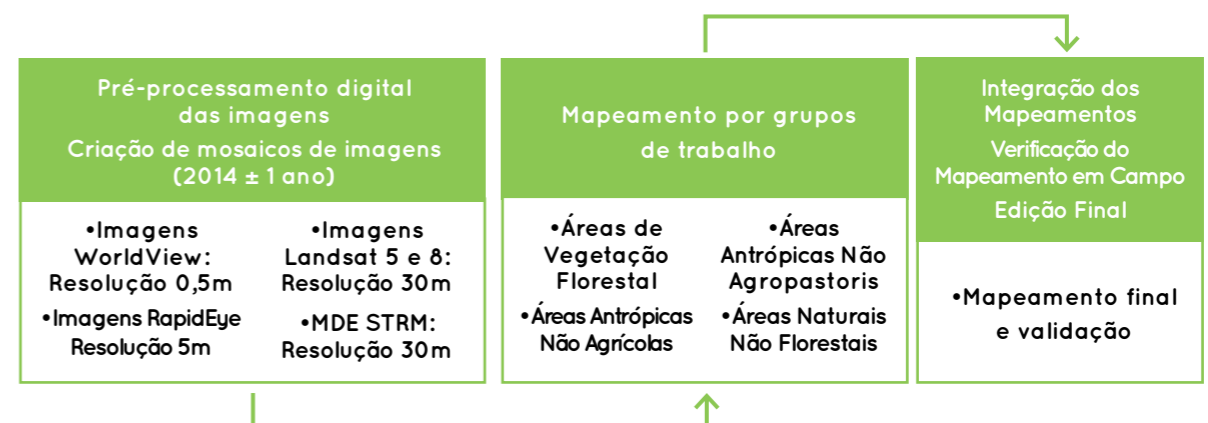 Pré-processamento digital
das imagens
Criação de mosaicos de imagens
(2014 ± 1 ano)
•Imagens
WorldView:
Resolução 0,5m
•Imagens RapidEye
Resolução 5m
•Imagens
Landsat 5 e 8:
Resolução 30m
•MDE STRM:
Resolução 30m
Mapeamento por grupos
de trabalho
•Áreas de
Vegetação
Florestal
•Áreas Antrópicas
Não Agrícolas
•Áreas
Antrópicas Não
Agropastoris
•Áreas Naturais
Não Florestais
Integração dos
Mapeamentos
Verificação do
Mapeamento em Campo
Edição Final
•Mapeamento final
e validação